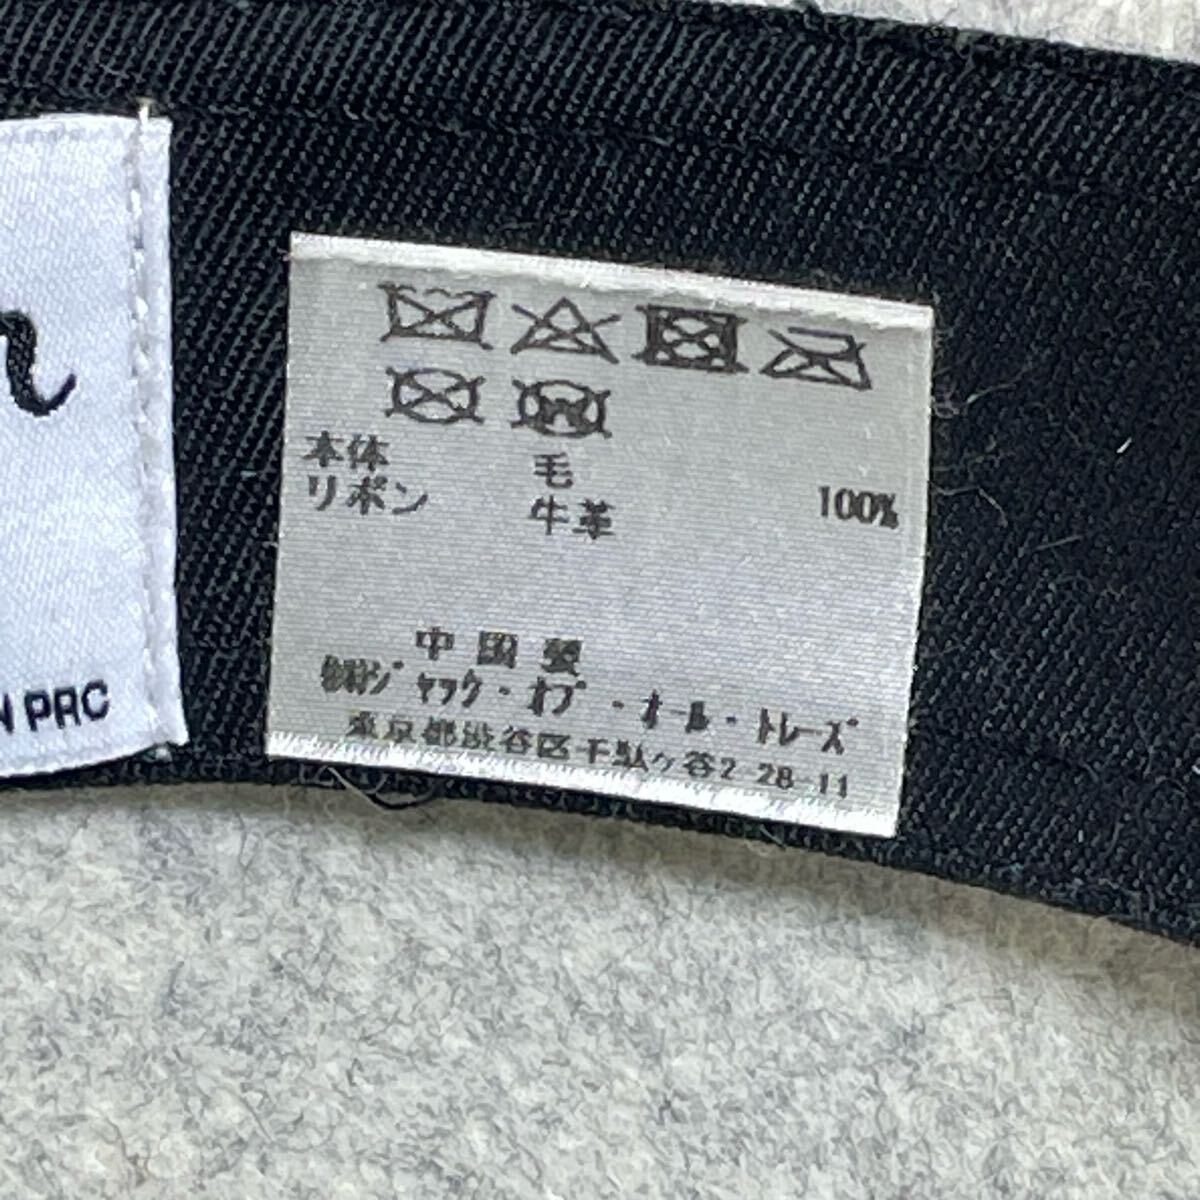 本体 毛 100%
リボン 牛革
中国製
㈱ジャック・オブ・オール・トレーズ
東京都渋谷区千駄ヶ谷2-28-11
N PRC